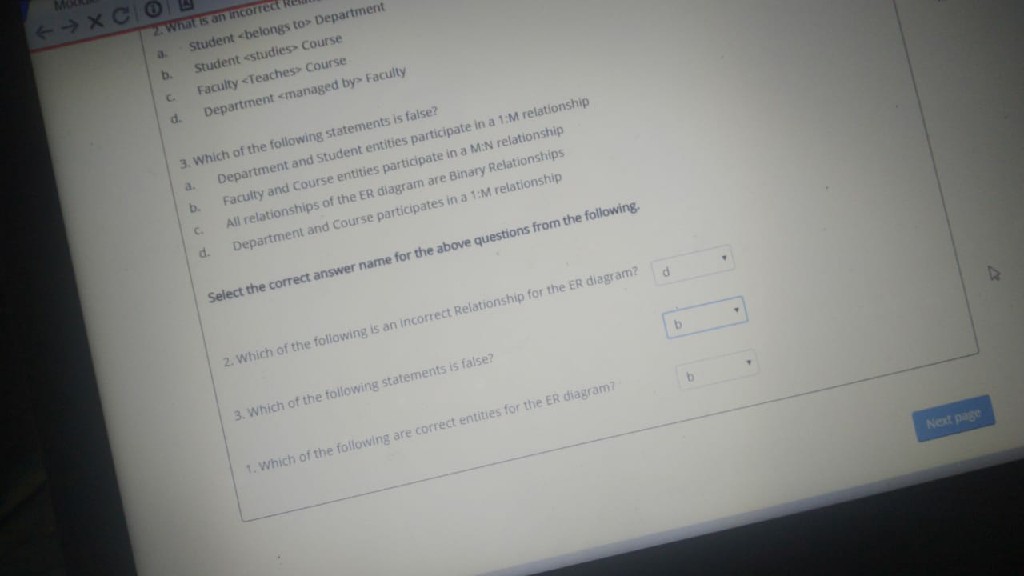 2. What is an incorrect
a. Student <belongs to> Department
b. Student <studies> Course
c. Faculty <Teaches> Course
d. Department <managed by> Faculty
3. Which of the following statements is false?
a. Department and Student entities participate in a 1:M relationship
b. Faculty and Course entities participate in a M:N relationship
c. All relationships of the ER diagram are Binary Relationships
d. Department and Course participates in a 1:M relationship
Select the correct answer name for the above questions from the following.
2. Which of the following is an incorrect Relationship for the ER diagram? d
3. Which of the following statements is false? b
1. Which of the following are correct entities for the ER diagram? b
Next page